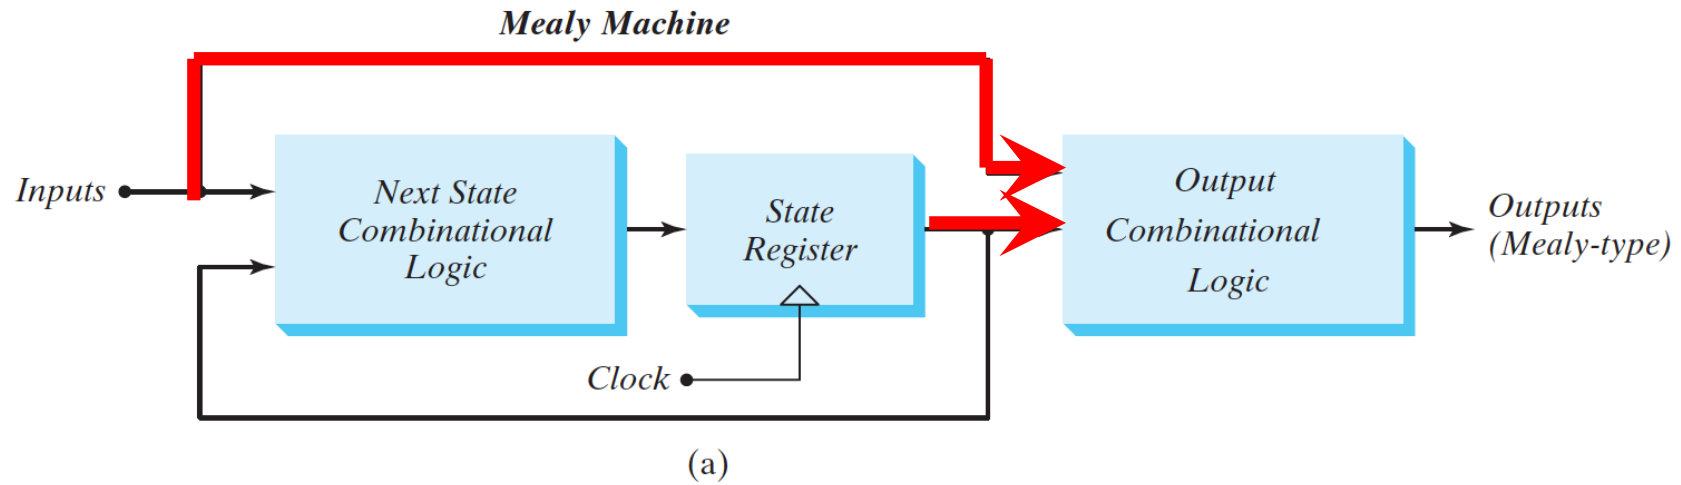 Mealy Machine
Inputs
Next State
Combinational
Logic
State
Register
Clock
Output
Combinational
Logic
Outputs
(Mealy-type)
(a)